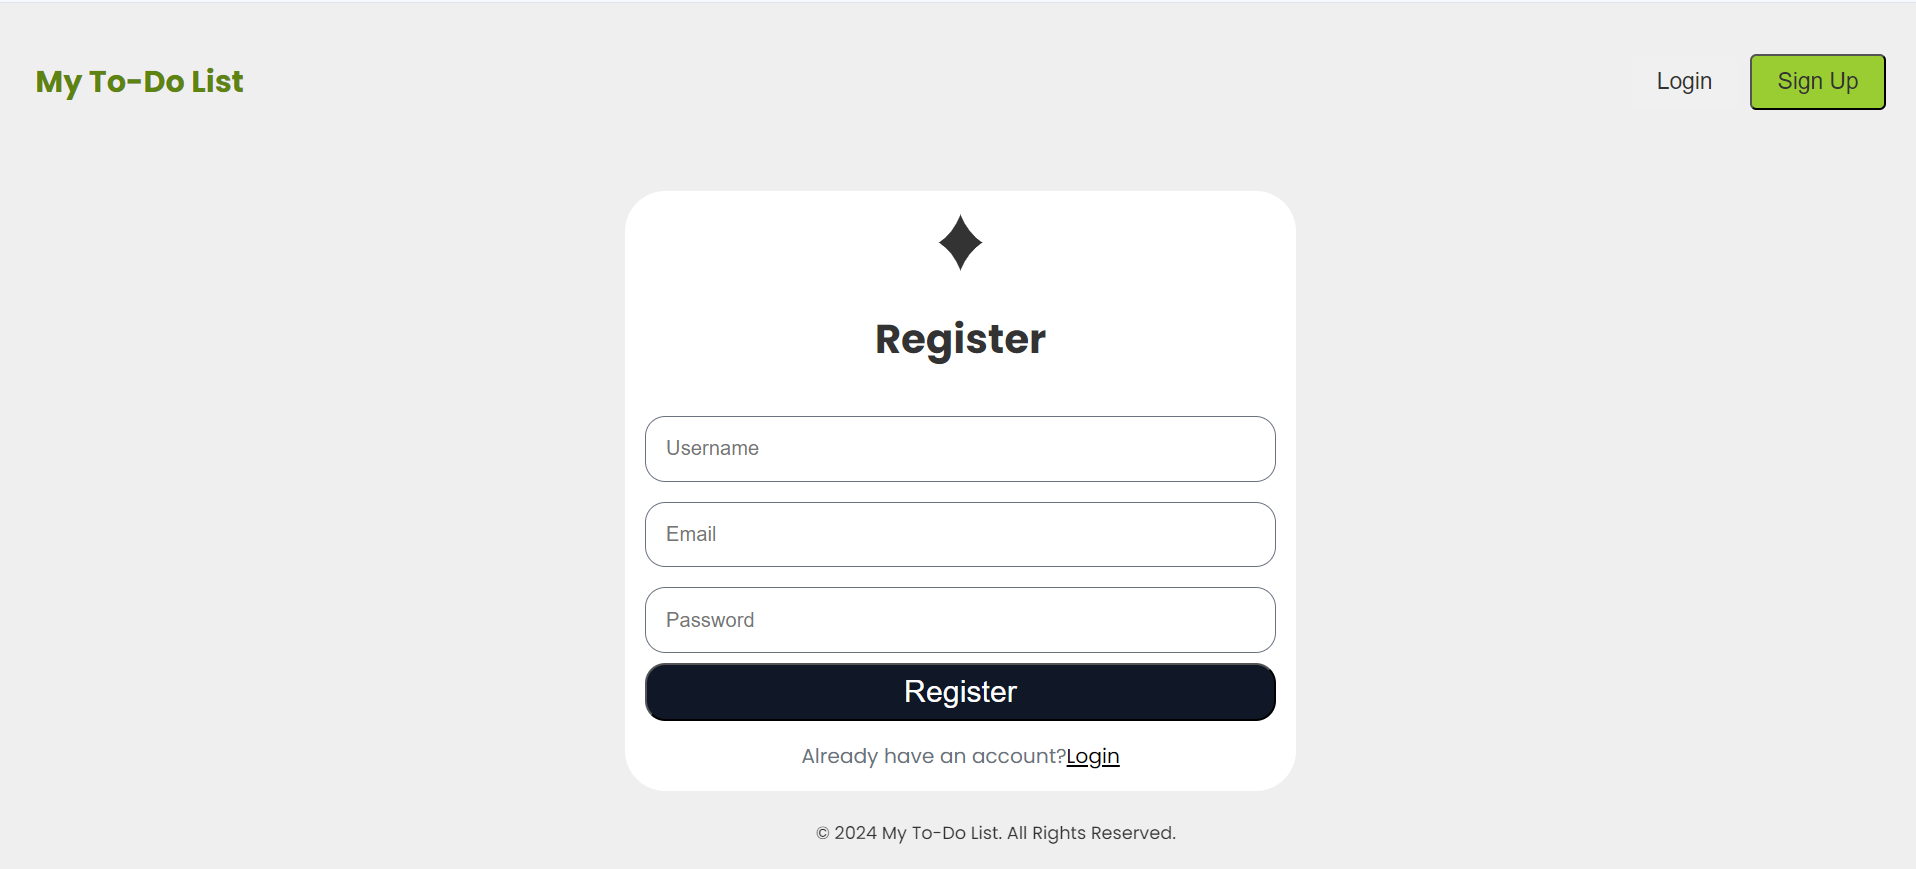 My To-Do List
Login
Sign Up
Register
Username
Email
Password
Register
Already have an account?Login
© 2024 My To-Do List. All Rights Reserved.